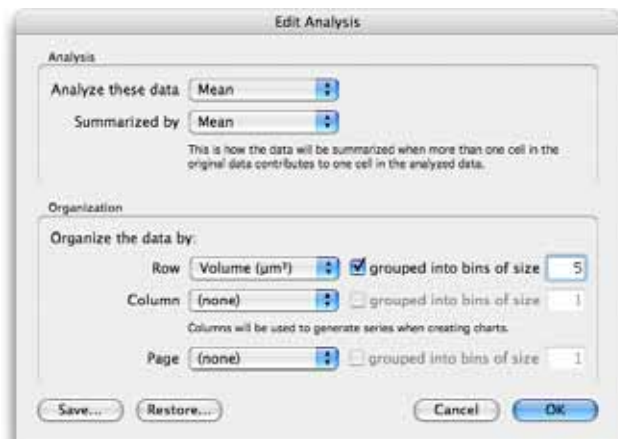 Edit Analysis
Analysis
Analyze these data Mean
Summarized by Mean
This is how the data will be summarized when more than one cell in the
original data contributes to one cell in the analyzed data.
Organization
Organize the data by:
Row Volume (µm³) grouped into bins of size 5
Column (none) grouped into bins of size 1
Columns will be used to generate series when creating charts.
Page (none) grouped into bins of size 1
Save... Restore... Cancel OK